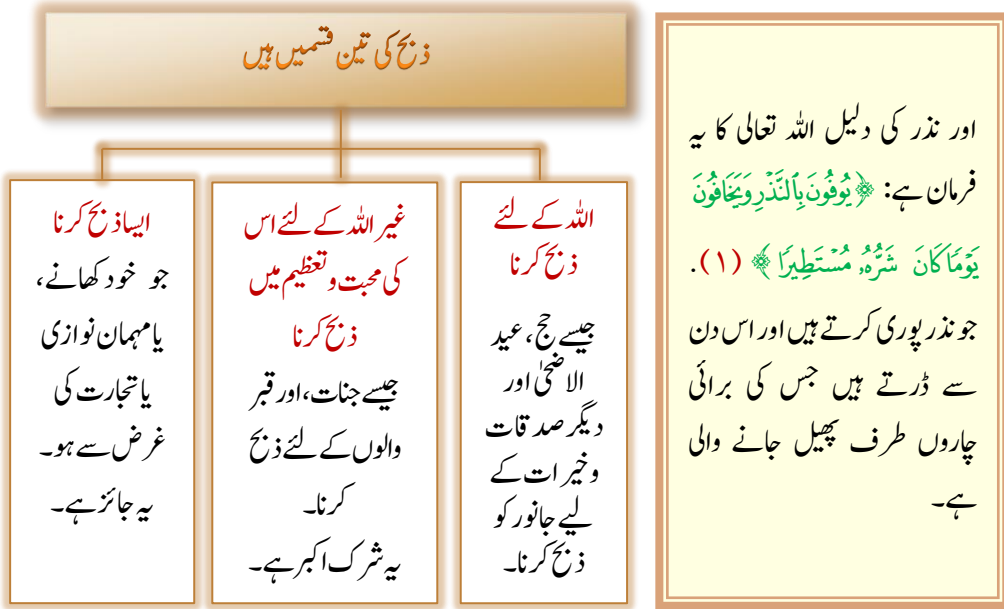 اور نذر کی دلیل اللہ تعالی کا یہ
فرمان ہے: ﴿يُوفُونَ بِٱلنَّذۡرِ وَيَخَافُونَ
يَوۡمٗا كَانَ شَرُّهُۥ مُسۡتَطِيرٗا﴾ (۱).
جو نذر پوری کرتے ہیں اور اس دن
سے ڈرتے ہیں جس کی برائی
چاروں طرف پھیل جانے والی
ہے۔
ذبح کی تین قسمیں ہیں
اللہ کے لئے
ذبح کرنا
جیسے حج، عید
الاضحیٰ اور
دیگر صدقات
وخیرات کے
لیے جانور کو
ذبح کرنا۔
غیر اللہ کے لئے اس
کی محبت و تعظیم میں
ذبح کرنا
جیسے جنات، اور قبر
والوں کے لئے ذبح
کرنا۔
یہ شرک اکبر ہے۔
ایسا ذبح کرنا
جو خود کھانے،
یا مہمان نوازی
یا تجارت کی
غرض سے ہو۔
یہ جائز ہے۔